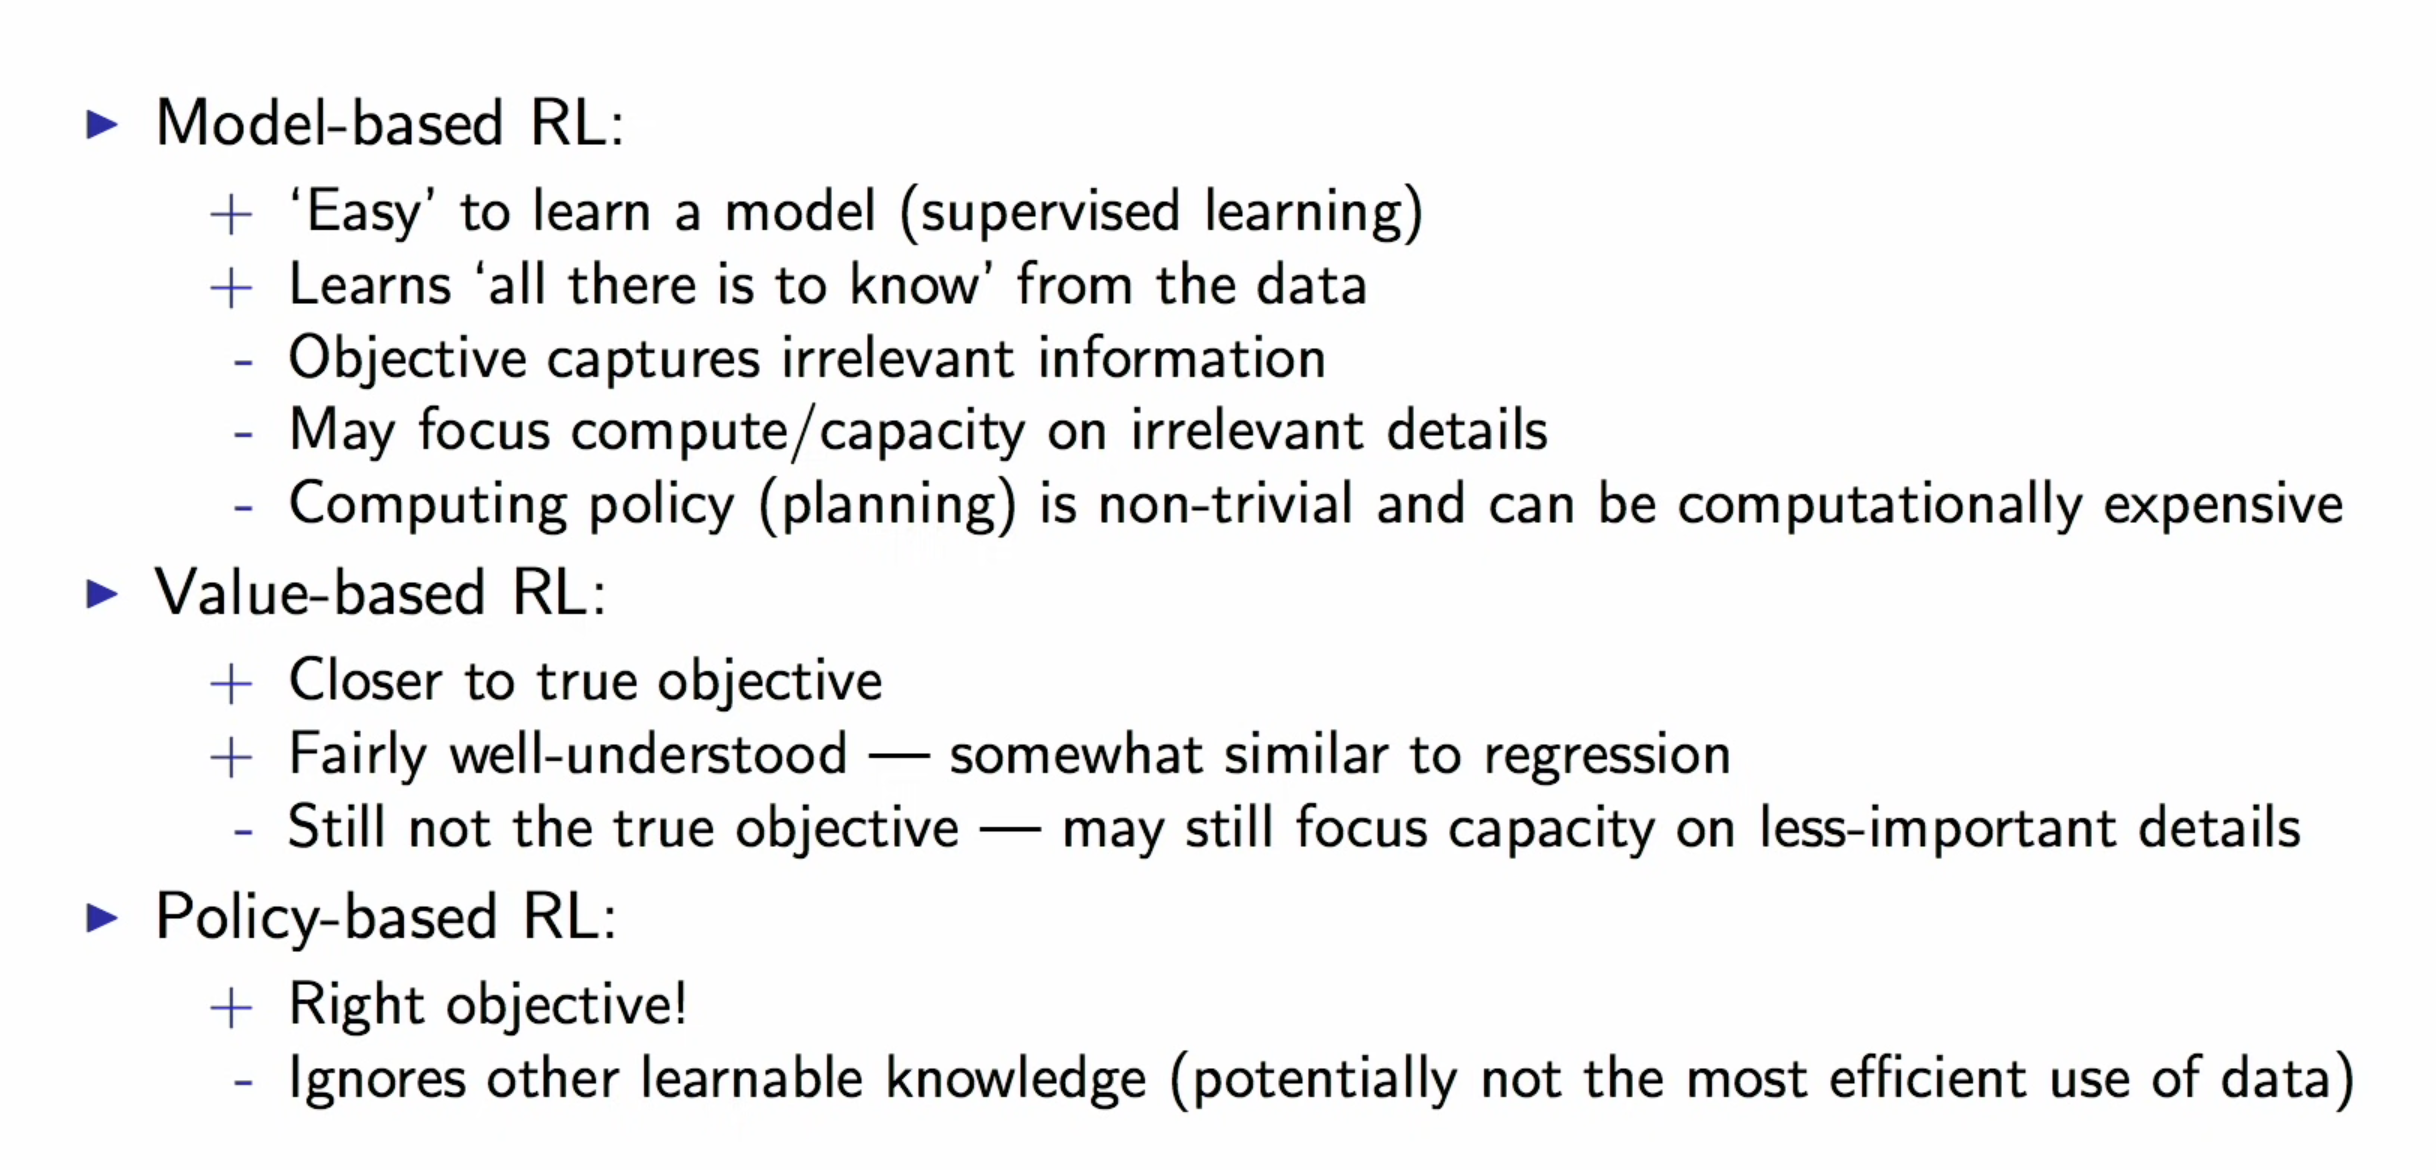 ▶ Model-based RL:
+ ‘Easy’ to learn a model (supervised learning)
+ Learns ‘all there is to know’ from the data
- Objective captures irrelevant information
- May focus compute/capacity on irrelevant details
- Computing policy (planning) is non-trivial and can be computationally expensive
▶ Value-based RL:
+ Closer to true objective
+ Fairly well-understood — somewhat similar to regression
- Still not the true objective — may still focus capacity on less-important details
▶ Policy-based RL:
+ Right objective!
- Ignores other learnable knowledge (potentially not the most efficient use of data)